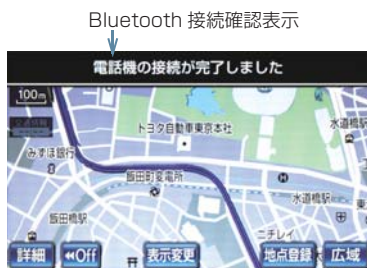 Bluetooth 接続確認表示
電話機の接続が完了しました
100m
トヨタ自動車東京本社
水道橋駅
みずほ銀行
飯田町変電所
水道橋駅
飯田橋駅
ニチレイ
詳細
◀◀Off
表示変更
地点登録
広域